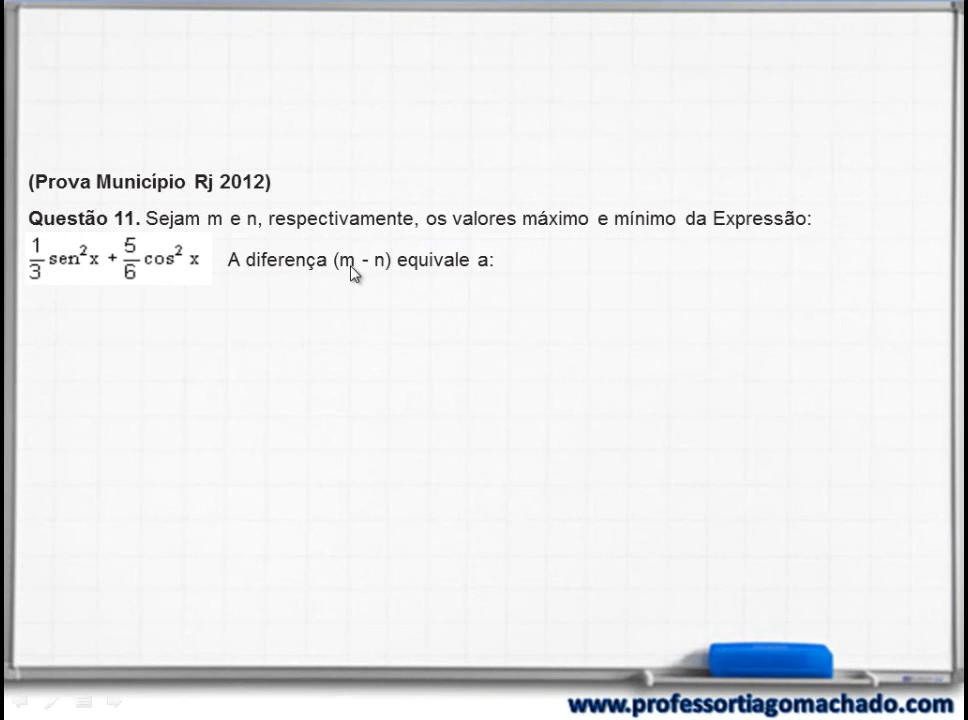 (Prova Município Rj 2012)
Questão 11. Sejam m e n, respectivamente, os valores máximo e mínimo da Expressão:
1/3 sen²x + 5/6 cos² x A diferença (m - n) equivale a:
www.professortiagomachado.com